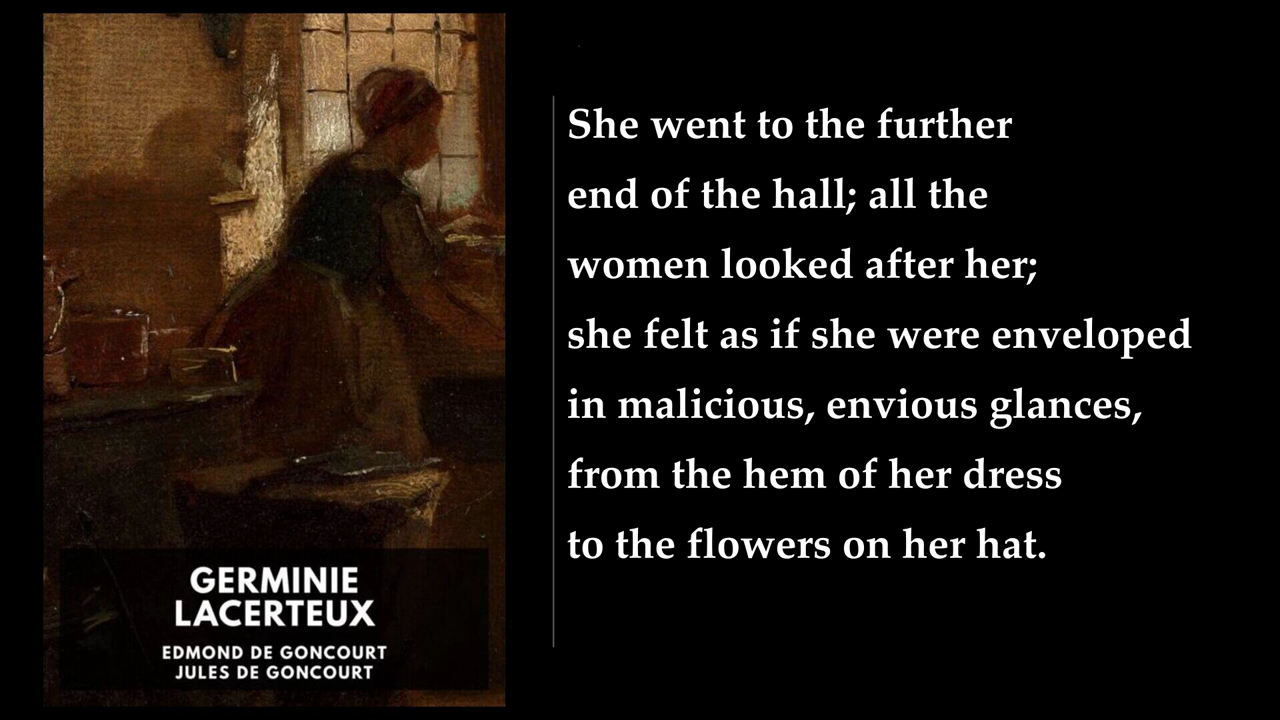 She went to the further
end of the hall; all the
women looked after her;
she felt as if she were enveloped
in malicious, envious glances,
from the hem of her dress
to the flowers on her hat.
GERMINIE
LACERTEUX
EDMOND DE GONCOURT
JULES DE GONCOURT